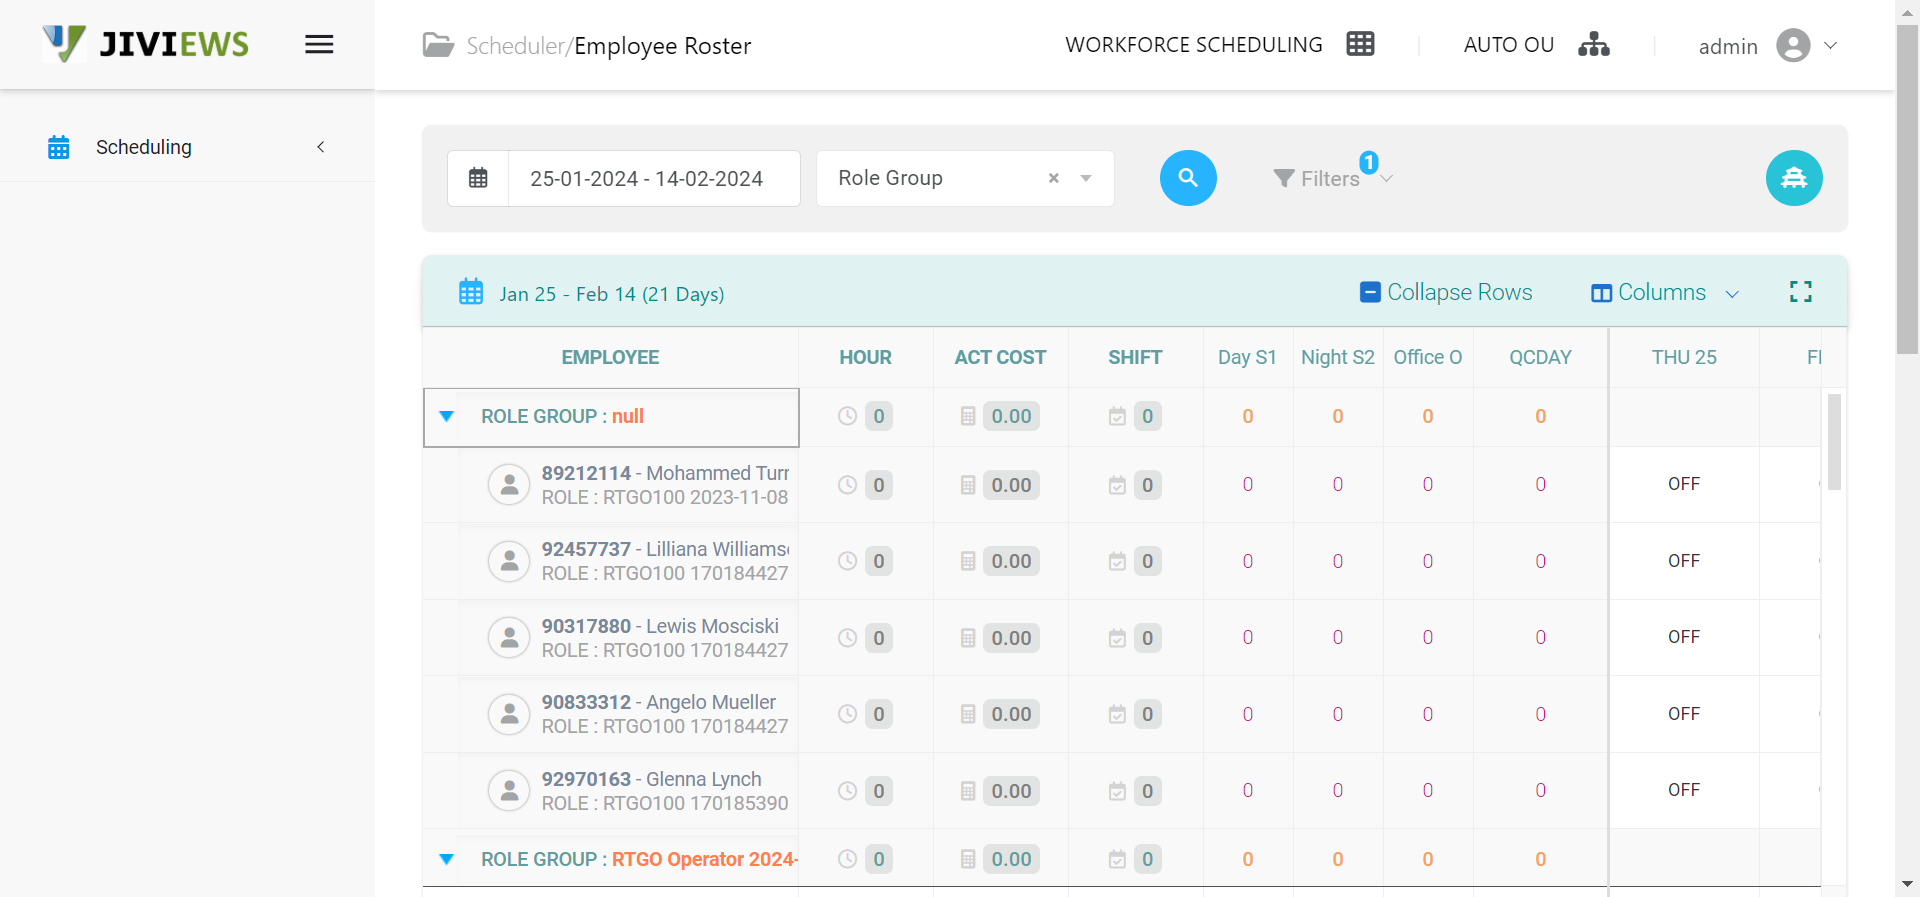 JIVIEWS
Scheduler/Employee Roster
WORKFORCE SCHEDULING
AUTO OU
admin
Scheduling
25-01-2024 - 14-02-2024
Role Group
×
Filters
1
Jan 25 - Feb 14 (21 Days)
Collapse Rows
Columns
EMPLOYEE HOUR ACT COST SHIFT Day S1 Night S2 Office O QCDAY THU 25
ROLE GROUP : null 0 0.00 0 0 0 0 0
89212114 - Mohammed Turr
ROLE : RTGO100 2023-11-08
0 0.00 0 0 0 0 0 OFF
92457737 - Lilliana Williams
ROLE : RTGO100 170184427
0 0.00 0 0 0 0 0 OFF
90317880 - Lewis Mosciski
ROLE : RTGO100 170184427
0 0.00 0 0 0 0 0 OFF
90833312 - Angelo Mueller
ROLE : RTGO100 170184427
0 0.00 0 0 0 0 0 OFF
92970163 - Glenna Lynch
ROLE : RTGO100 170185390
0 0.00 0 0 0 0 0 OFF
ROLE GROUP : RTGO Operator 2024- 0 0.00 0 0 0 0 0